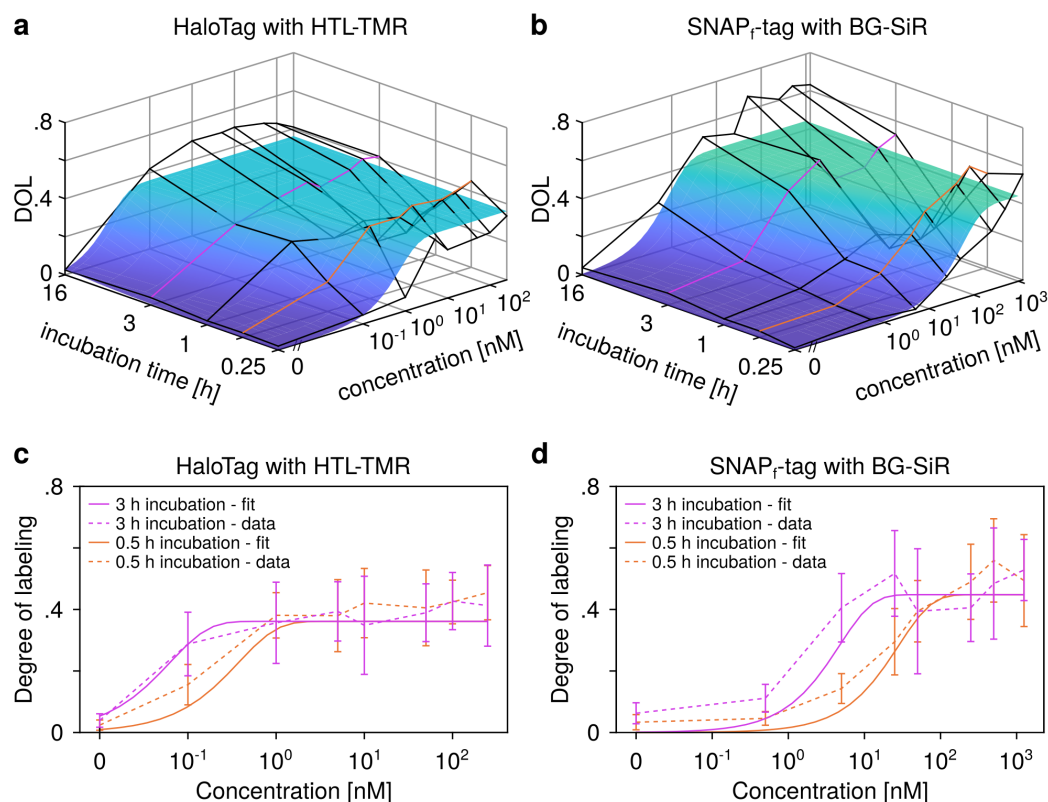 a
HaloTag with HTL-TMR
.8
.4
0
DOL
16
3
1
0.25
incubation time [h]
0
10⁻¹
10⁰
10¹
10²
concentration [nM]
b
SNAPf-tag with BG-SiR
.8
.4
0
DOL
16
3
1
0.25
incubation time [h]
0
10⁰
10¹
10²
10³
concentration [nM]
c
HaloTag with HTL-TMR
.8
.4
0
Degree of labeling
3 h incubation - fit
3 h incubation - data
0.5 h incubation - fit
0.5 h incubation - data
0 10⁻¹ 10⁰ 10¹ 10²
Concentration [nM]
d
SNAPf-tag with BG-SiR
.8
.4
0
Degree of labeling
3 h incubation - fit
3 h incubation - data
0.5 h incubation - fit
0.5 h incubation - data
0 10⁻¹ 10⁰ 10¹ 10² 10³
Concentration [nM]